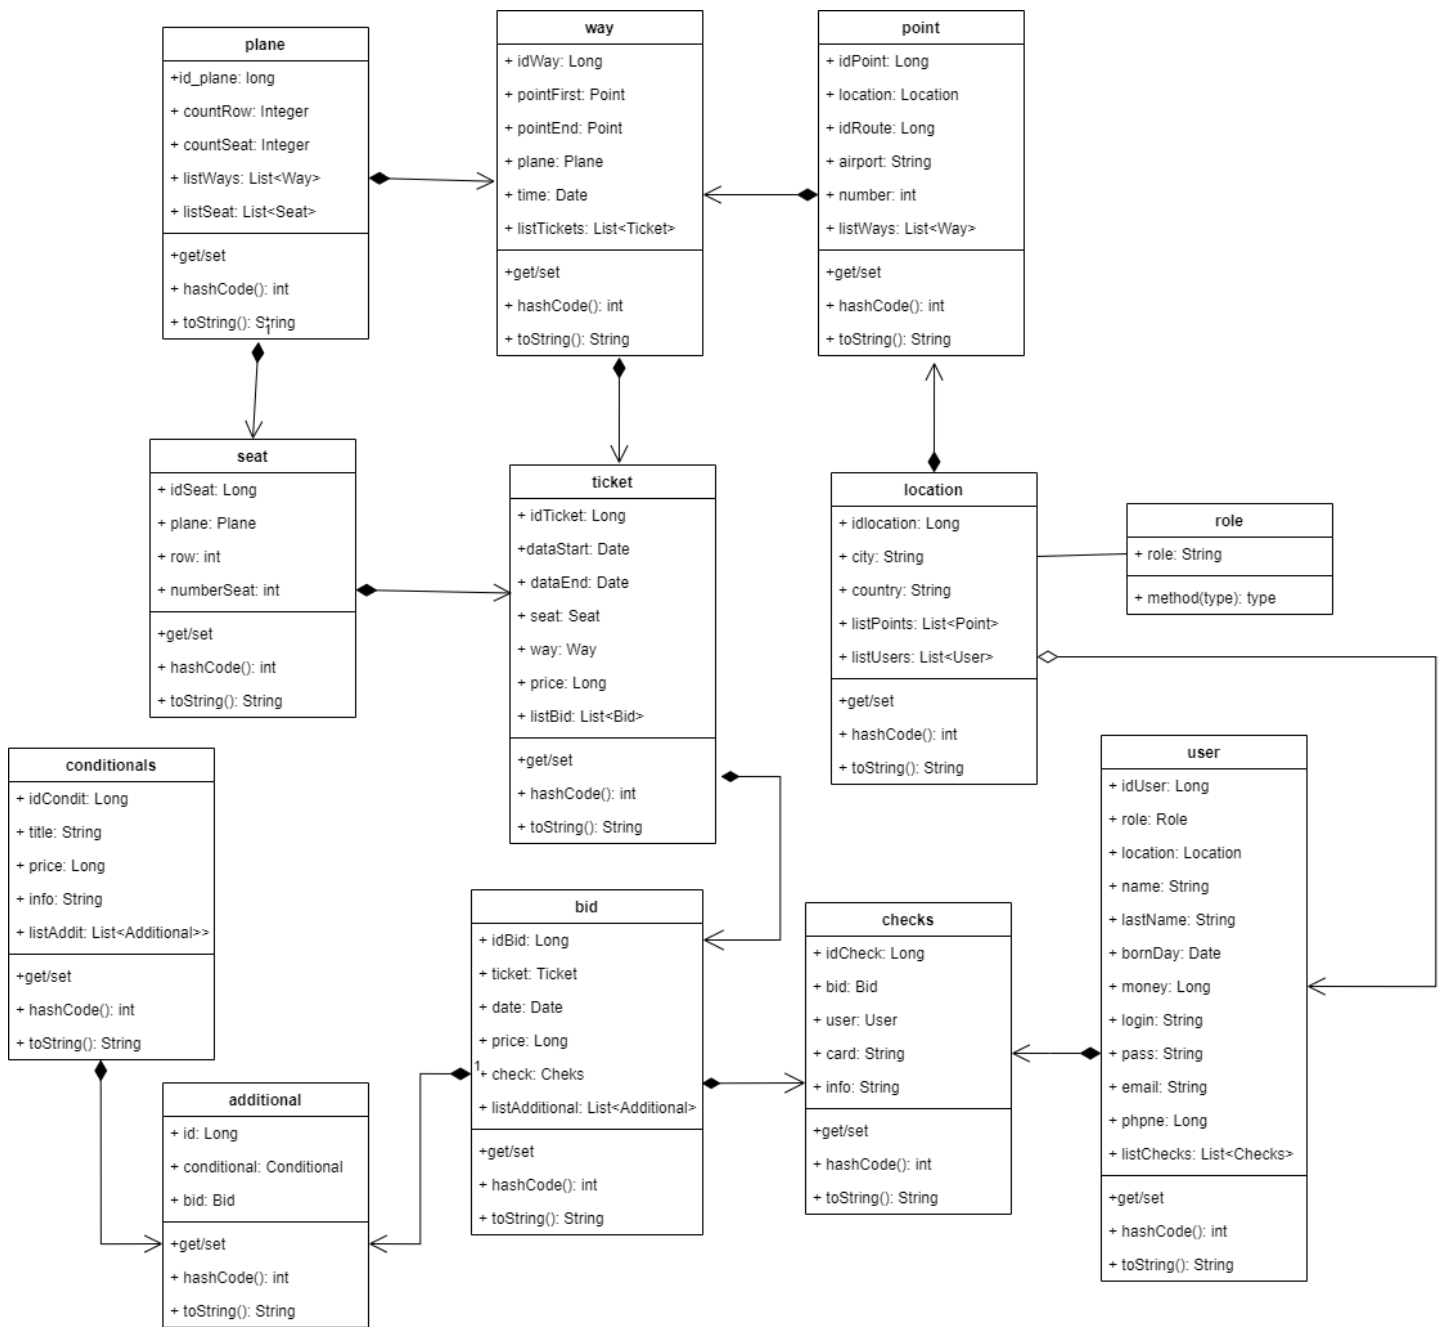 plane
+id_plane: long
+ countRow: Integer
+ countSeat: Integer
+ listWays: List<Way>
+ listSeat: List<Seat>
+get/set
+ hashCode(): int
+ toString(): String
1
way
+ idWay: Long
+ pointFirst: Point
+ pointEnd: Point
+ plane: Plane
+ time: Date
+ listTickets: List<Ticket>
+get/set
+ hashCode(): int
+ toString(): String
point
+ idPoint: Long
+ location: Location
+ idRoute: Long
+ airport: String
+ number: int
+ listWays: List<Way>
+get/set
+ hashCode(): int
+ toString(): String
seat
+ idSeat: Long
+ plane: Plane
+ row: int
+ numberSeat: int
+get/set
+ hashCode(): int
+ toString(): String
ticket
+ idTicket: Long
+dataStart: Date
+ dataEnd: Date
+ seat: Seat
+ way: Way
+ price: Long
+ listBid: List<Bid>
+get/set
+ hashCode(): int
+ toString(): String
location
+ idlocation: Long
+ city: String
+ country: String
+ listPoints: List<Point>
+ listUsers: List<User>
+get/set
+ hashCode(): int
+ toString(): String
role
+ role: String
+ method(type): type
conditionals
+ idCondit: Long
+ title: String
+ price: Long
+ info: String
+ listAddit: List<Additional>>
+get/set
+ hashCode(): int
+ toString(): String
additional
+ id: Long
+ conditional: Conditional
+ bid: Bid
+get/set
+ hashCode(): int
+ toString(): String
bid
+ idBid: Long
+ ticket: Ticket
+ date: Date
+ price: Long
1
+ check: Cheks
+ listAdditional: List<Additional>
+get/set
+ hashCode(): int
+ toString(): String
checks
+ idCheck: Long
+ bid: Bid
+ user: User
+ card: String
+ info: String
+get/set
+ hashCode(): int
+ toString(): String
user
+ idUser: Long
+ role: Role
+ location: Location
+ name: String
+ lastName: String
+ bornDay: Date
+ money: Long
+ login: String
+ pass: String
+ email: String
+ phpne: Long
+ listChecks: List<Checks>
+get/set
+ hashCode(): int
+ toString(): String